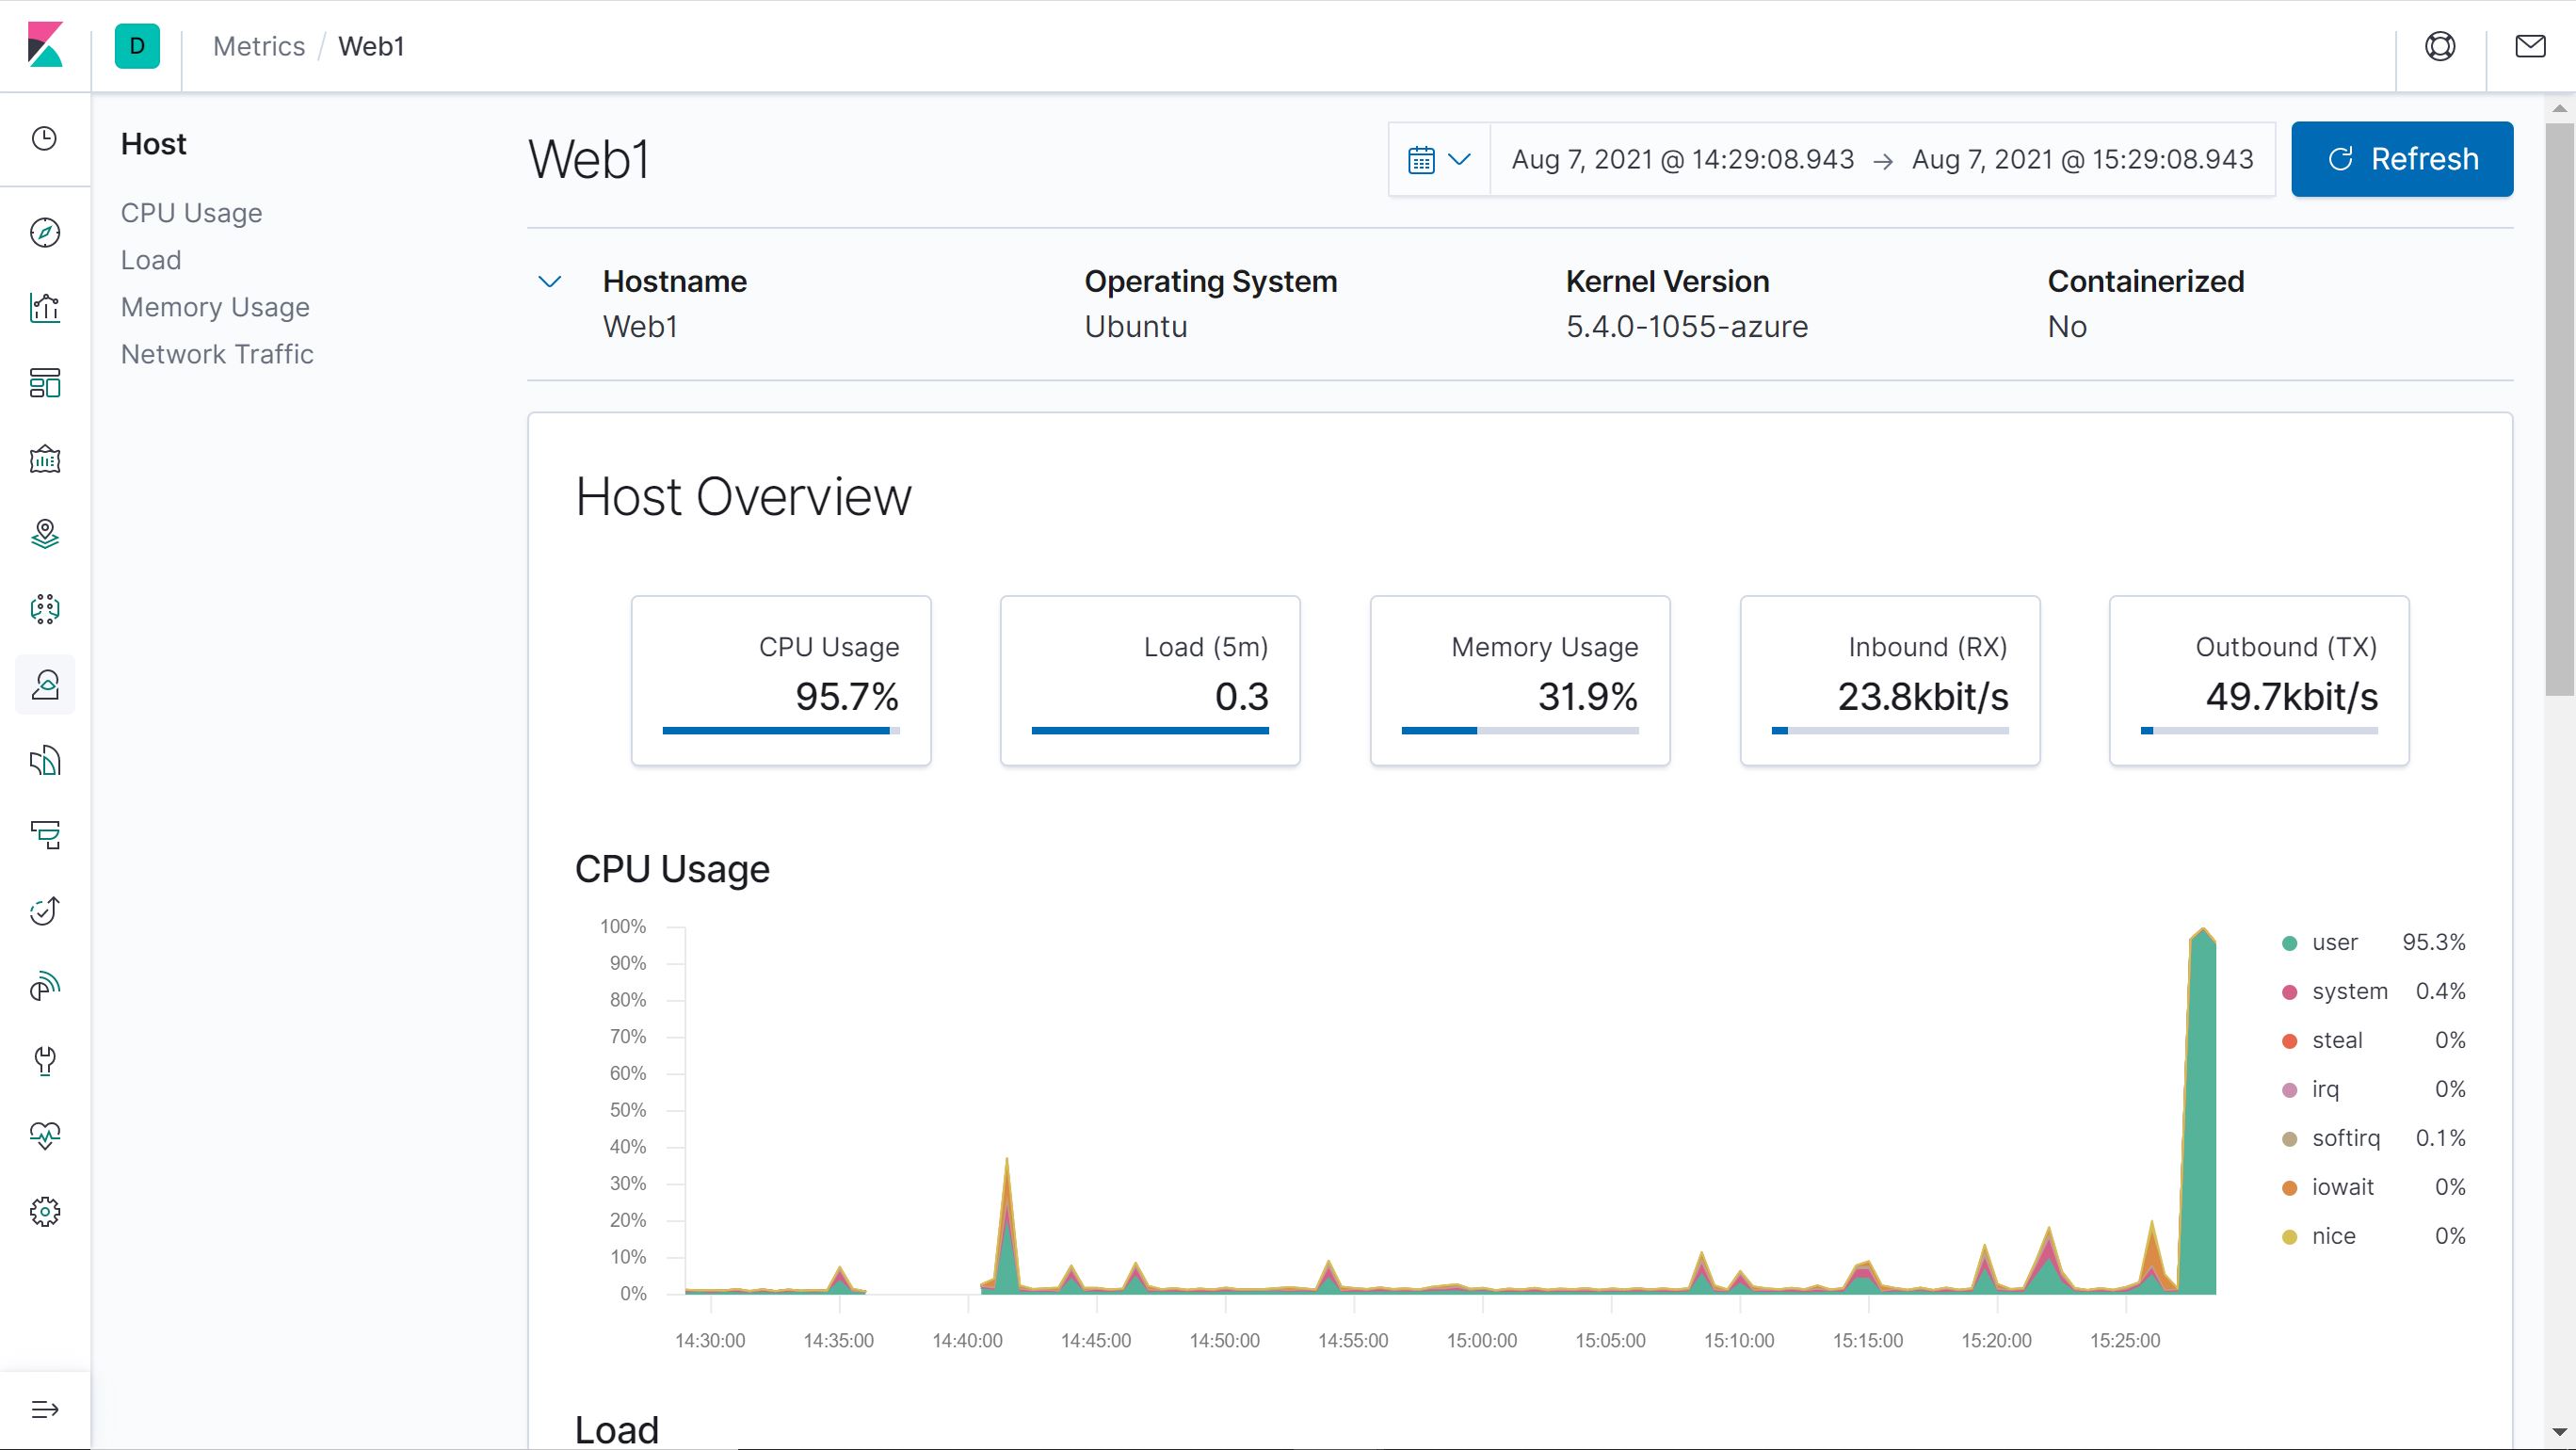 D
Metrics / Web1
Host
CPU Usage
Load
Memory Usage
Network Traffic
Web1
Aug 7, 2021 @ 14:29:08.943 → Aug 7, 2021 @ 15:29:08.943
Refresh
Hostname
Web1
Operating System
Ubuntu
Kernel Version
5.4.0-1055-azure
Containerized
No
Host Overview
CPU Usage
95.7%
Load (5m)
0.3
Memory Usage
31.9%
Inbound (RX)
23.8kbit/s
Outbound (TX)
49.7kbit/s
CPU Usage
100%
90%
80%
70%
60%
50%
40%
30%
20%
10%
0%
14:30:00 14:35:00 14:40:00 14:45:00 14:50:00 14:55:00 15:00:00 15:05:00 15:10:00 15:15:00 15:20:00 15:25:00
user 95.3%
system 0.4%
steal 0%
irq 0%
softirq 0.1%
iowait 0%
nice 0%
Load